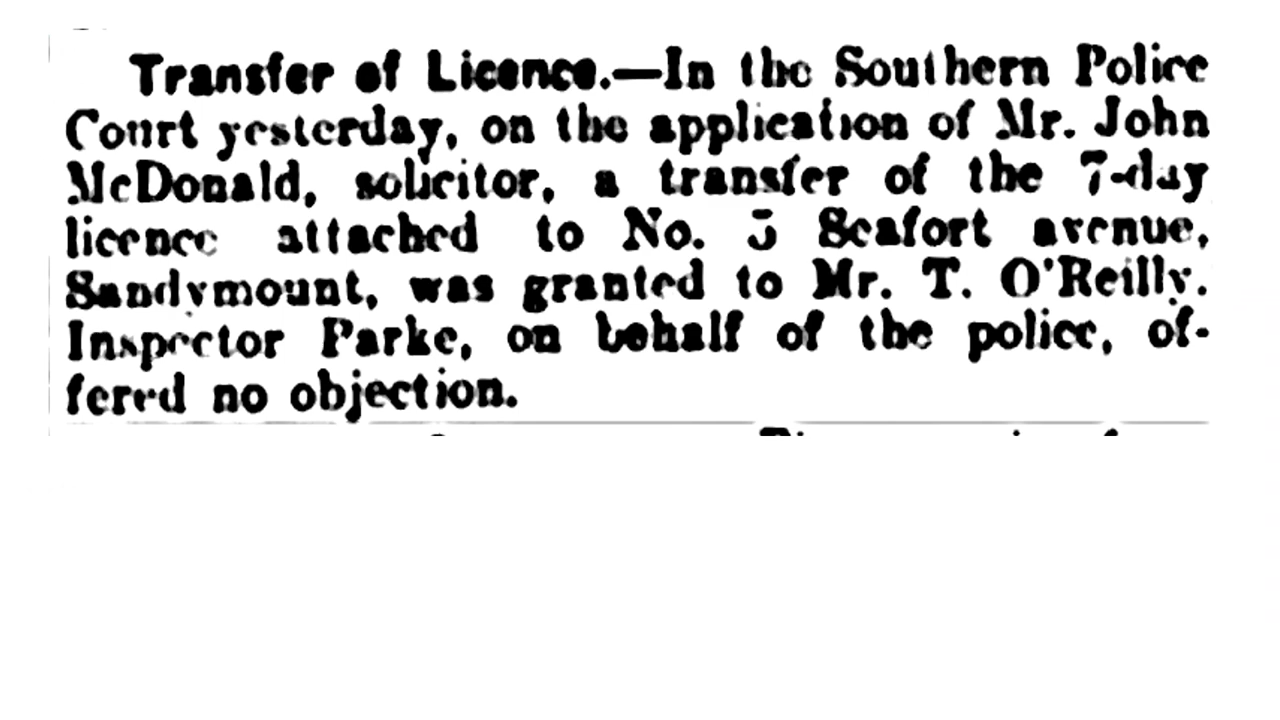 Transfer of Licence.—In the Southern Police
Court yesterday, on the application of Mr. John
McDonald, solicitor, a transfer of the 7-day
licence attached to No. 5 Seafort avenue,
Sandymount, was granted to Mr. T. O'Reilly.
Inspector Parke, on behalf of the police, of-
fered no objection.